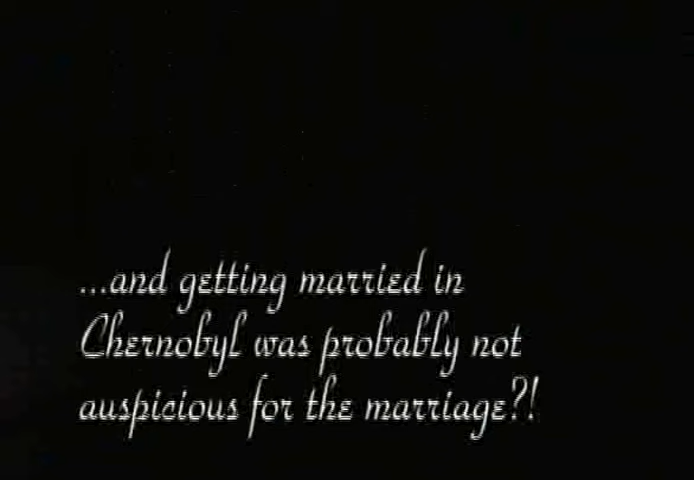 ...and getting married in
Chernobyl was probably not
auspicious for the marriage?!